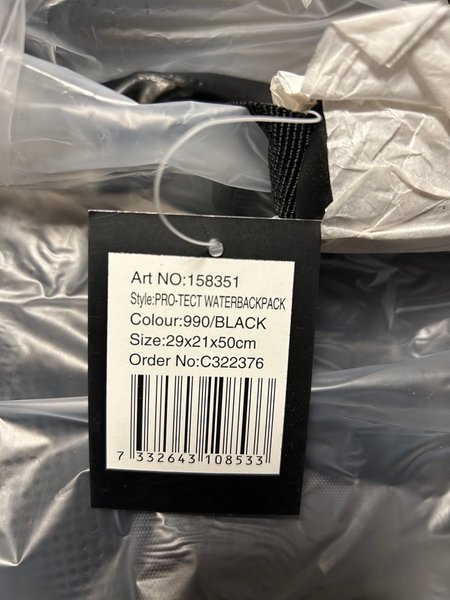 Art NO:158351
Style:PRO-TECT WATERBACKPACK
Colour:990/BLACK
Size:29x21x50cm
Order No:C322376
7 332643 108533